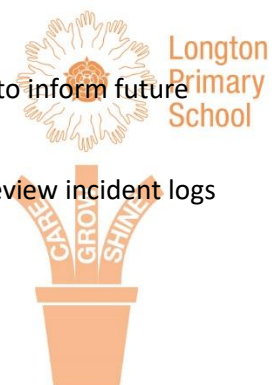 Longton
to inform future
Primary
School
eview incident logs
CARE
GROW
SHINE